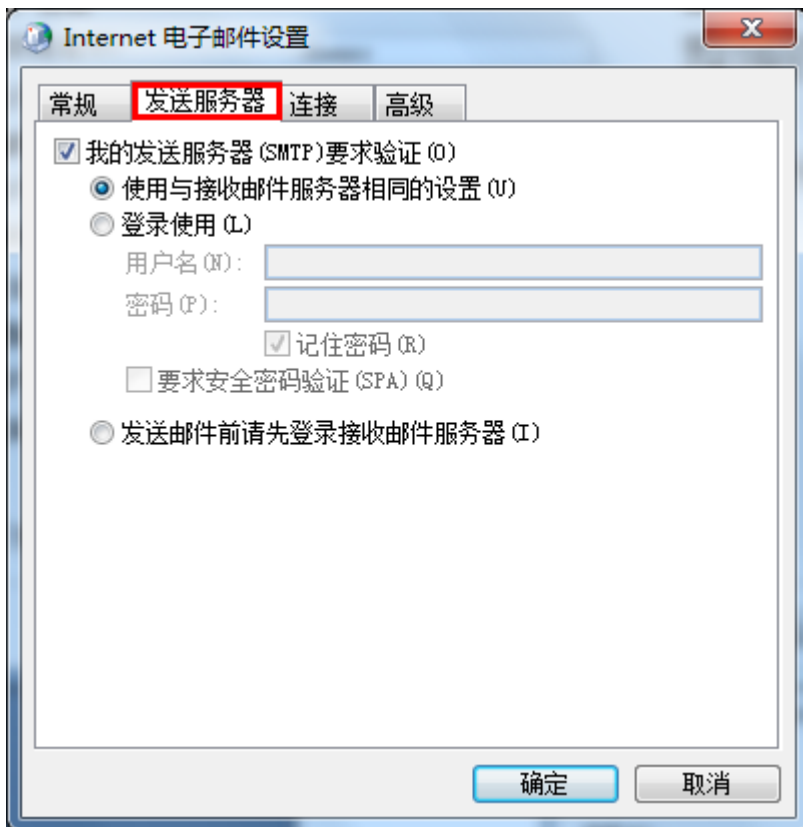 Internet 电子邮件设置
常规 发送服务器 连接 高级
我的发送服务器(SMTP)要求验证(O)
使用与接收邮件服务器相同的设置(U)
登录使用(L)
用户名(N):
密码(P):
记住密码(R)
要求安全密码验证(SPA)(Q)
发送邮件前请先登录接收邮件服务器(I)
确定 取消